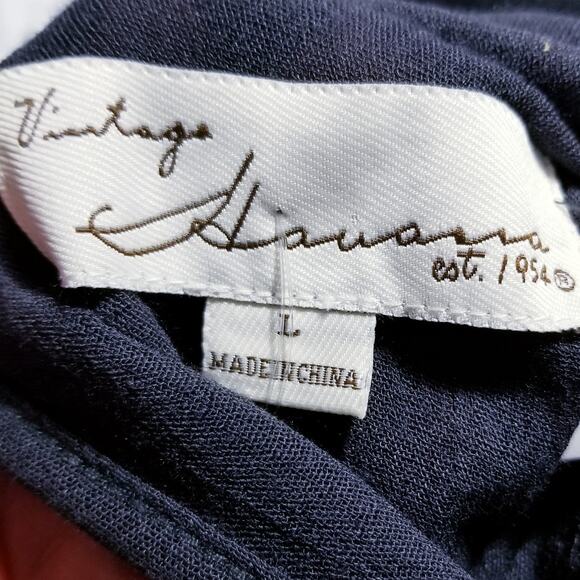 Vintage
Havana
est. 1954®
L
MADE IN CHINA